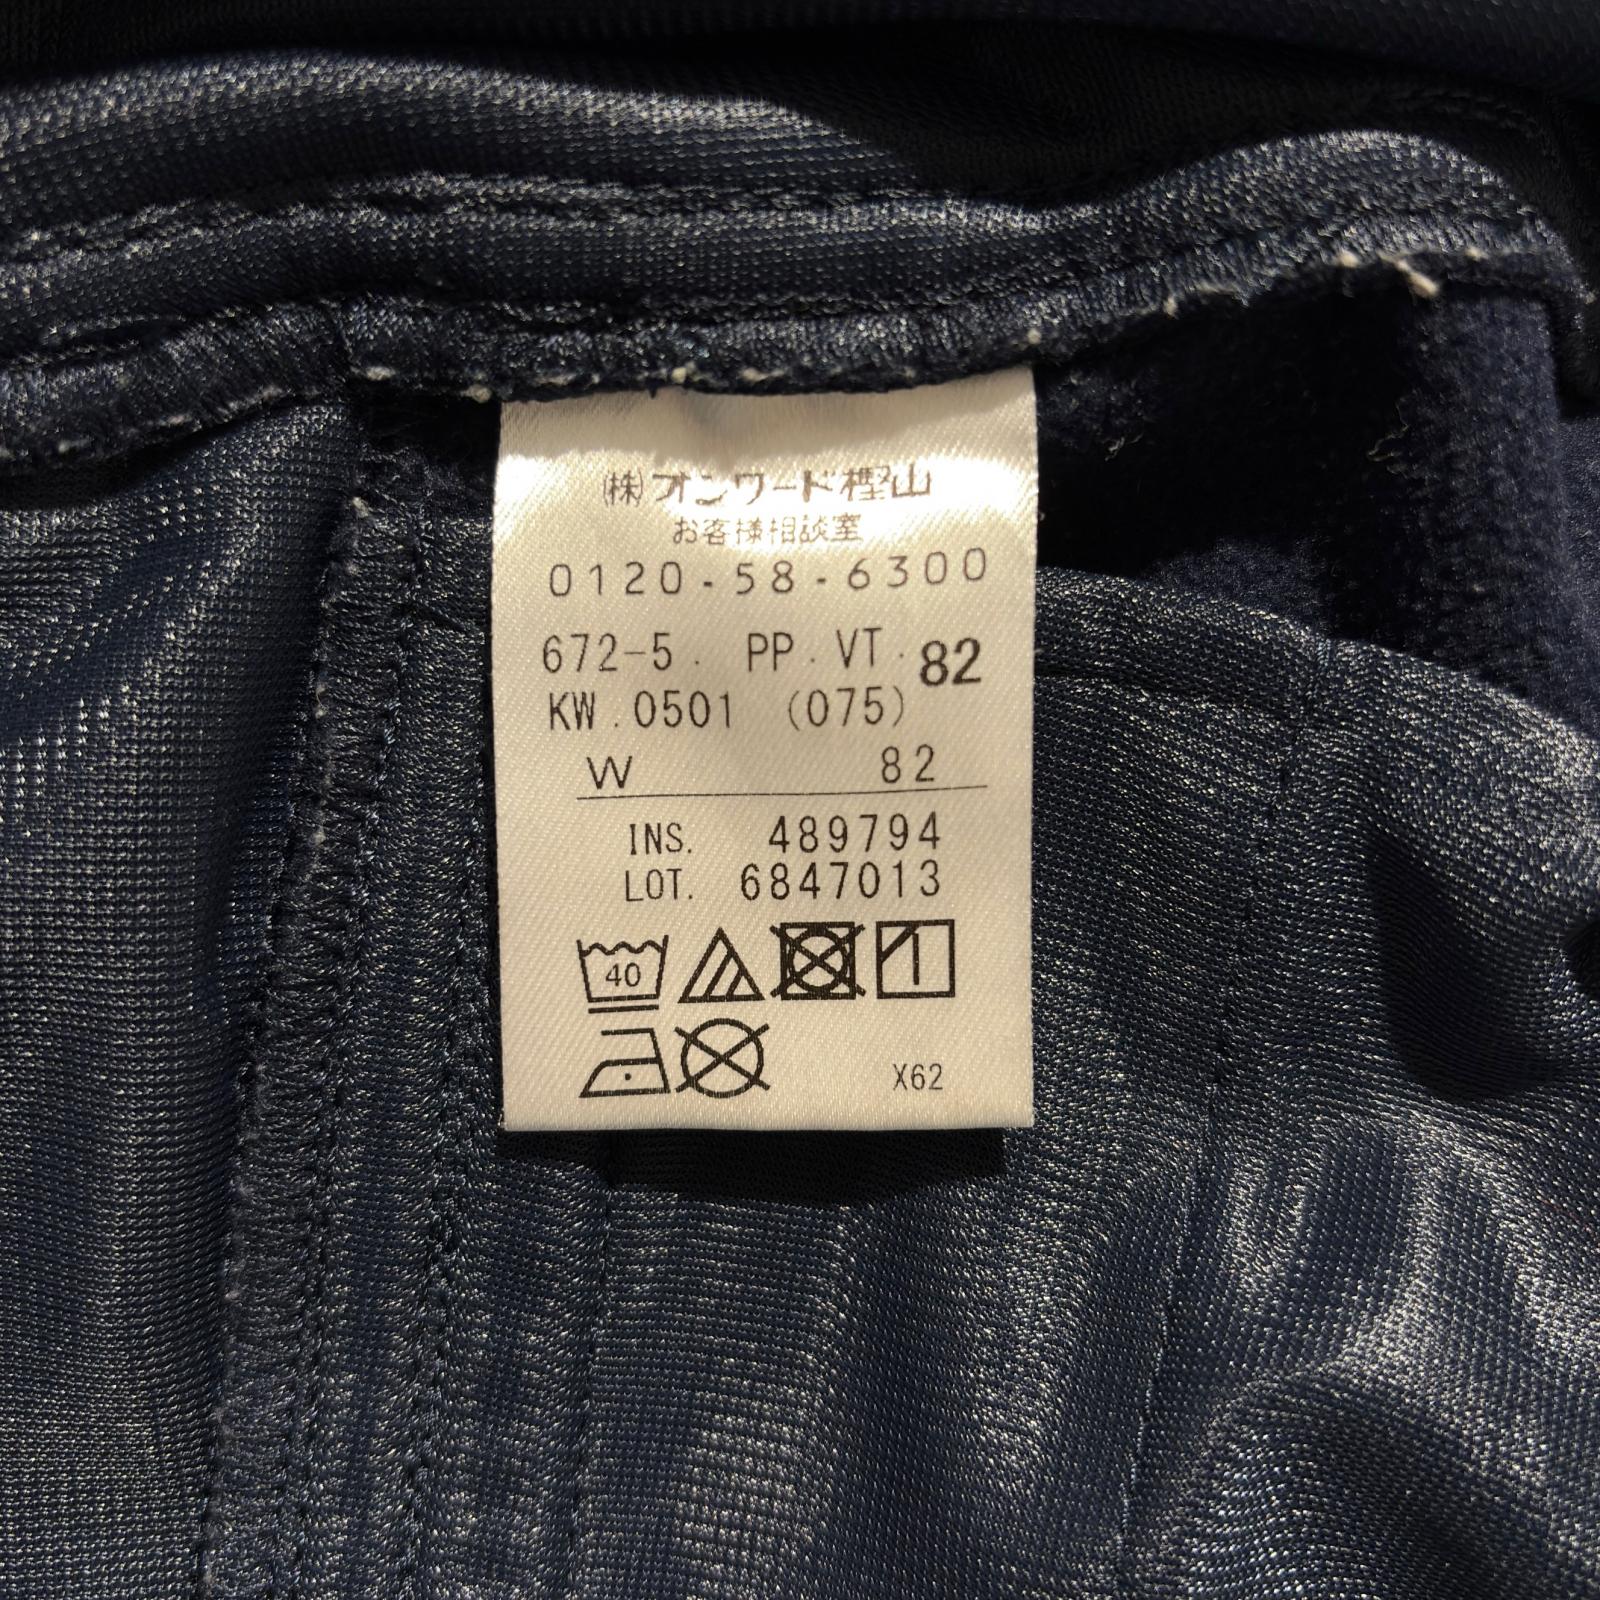 (株)オンワード樫山
お客様相談室
0120-58-6300
672-5. PP.VT.82
KW.0501 (075)
W 82
INS. 489794
LOT. 6847013
40
X62